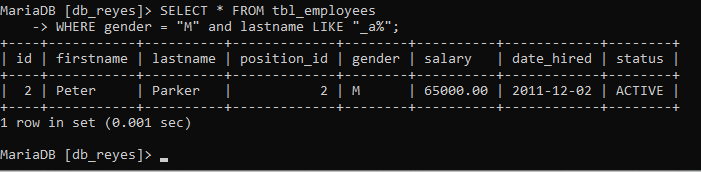 MariaDB [db_reyes]> SELECT * FROM tbl_employees
    -> WHERE gender = "M" and lastname LIKE "_a%";
+----+-----------+----------+-------------+--------+----------+------------+--------+
| id | firstname | lastname | position_id | gender | salary   | date_hired | status |
+----+-----------+----------+-------------+--------+----------+------------+--------+
|  2 | Peter     | Parker   |           2 | M      | 65000.00 | 2011-12-02 | ACTIVE |
+----+-----------+----------+-------------+--------+----------+------------+--------+
1 row in set (0.001 sec)
MariaDB [db_reyes]> _